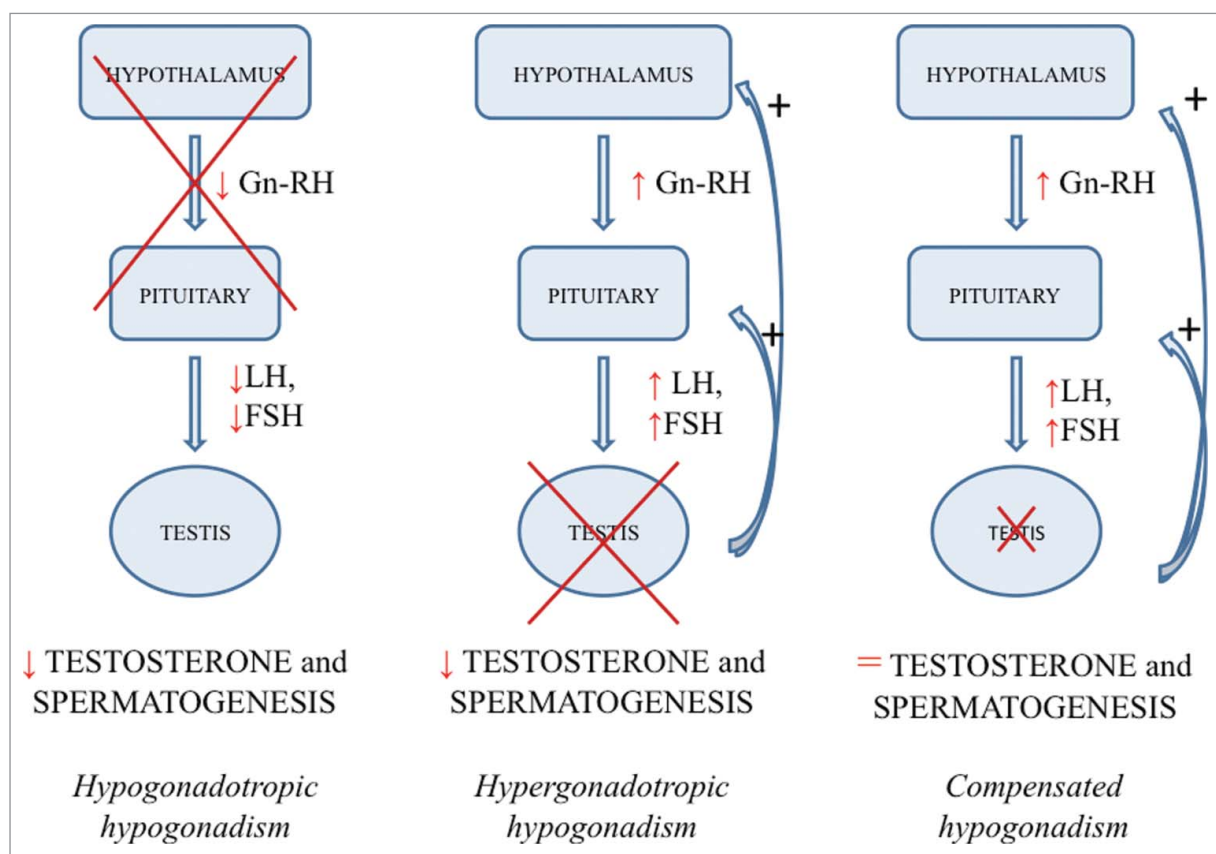 HYPOTHALAMUS
↓ Gn-RH
PITUITARY
↓LH,
↓FSH
TESTIS
↓ TESTOSTERONE and
SPERMATOGENESIS
Hypogonadotropic
hypogonadism
HYPOTHALAMUS
+
↑ Gn-RH
PITUITARY
+
↑ LH,
↑FSH
TESTIS
↓ TESTOSTERONE and
SPERMATOGENESIS
Hypergonadotropic
hypogonadism
HYPOTHALAMUS
+
↑ Gn-RH
PITUITARY
+
↑LH,
↑FSH
TESTIS
= TESTOSTERONE and
SPERMATOGENESIS
Compensated
hypogonadism